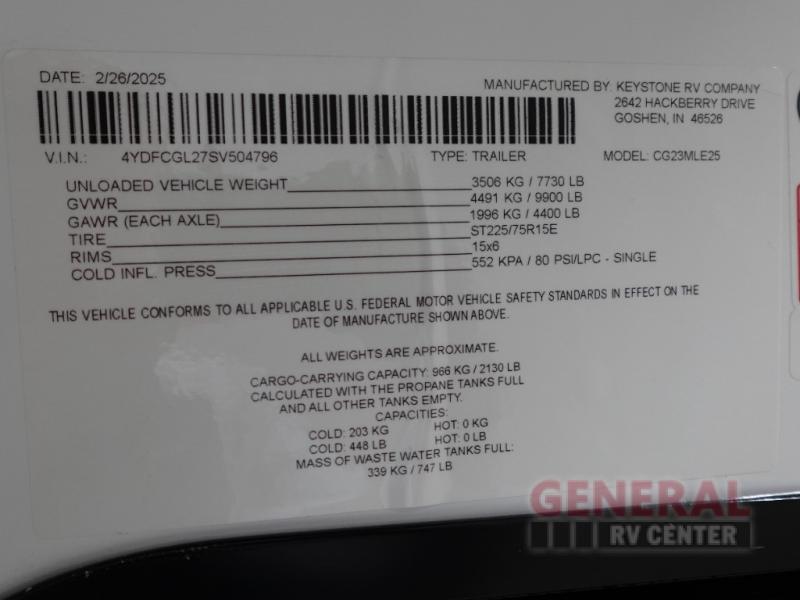 DATE: 2/26/2025
MANUFACTURED BY: KEYSTONE RV COMPANY
2642 HACKBERRY DRIVE
GOSHEN, IN 46526
V.I.N.: 4YDFCGL27SV504796 TYPE: TRAILER MODEL: CG23MLE25
UNLOADED VEHICLE WEIGHT 3506 KG / 7730 LB
GVWR 4491 KG / 9900 LB
GAWR (EACH AXLE) 1996 KG / 4400 LB
TIRE ST225/75R15E
RIMS 15x6
COLD INFL. PRESS 552 KPA / 80 PSI/LPC - SINGLE
THIS VEHICLE CONFORMS TO ALL APPLICABLE U.S. FEDERAL MOTOR VEHICLE SAFETY STANDARDS IN EFFECT ON THE
DATE OF MANUFACTURE SHOWN ABOVE.
ALL WEIGHTS ARE APPROXIMATE.
CARGO-CARRYING CAPACITY: 966 KG / 2130 LB
CALCULATED WITH THE PROPANE TANKS FULL
AND ALL OTHER TANKS EMPTY.
CAPACITIES:
COLD: 203 KG HOT: 0 KG
COLD: 448 LB HOT: 0 LB
MASS OF WASTE WATER TANKS FULL:
339 KG / 747 LB
GENERAL
RV CENTER